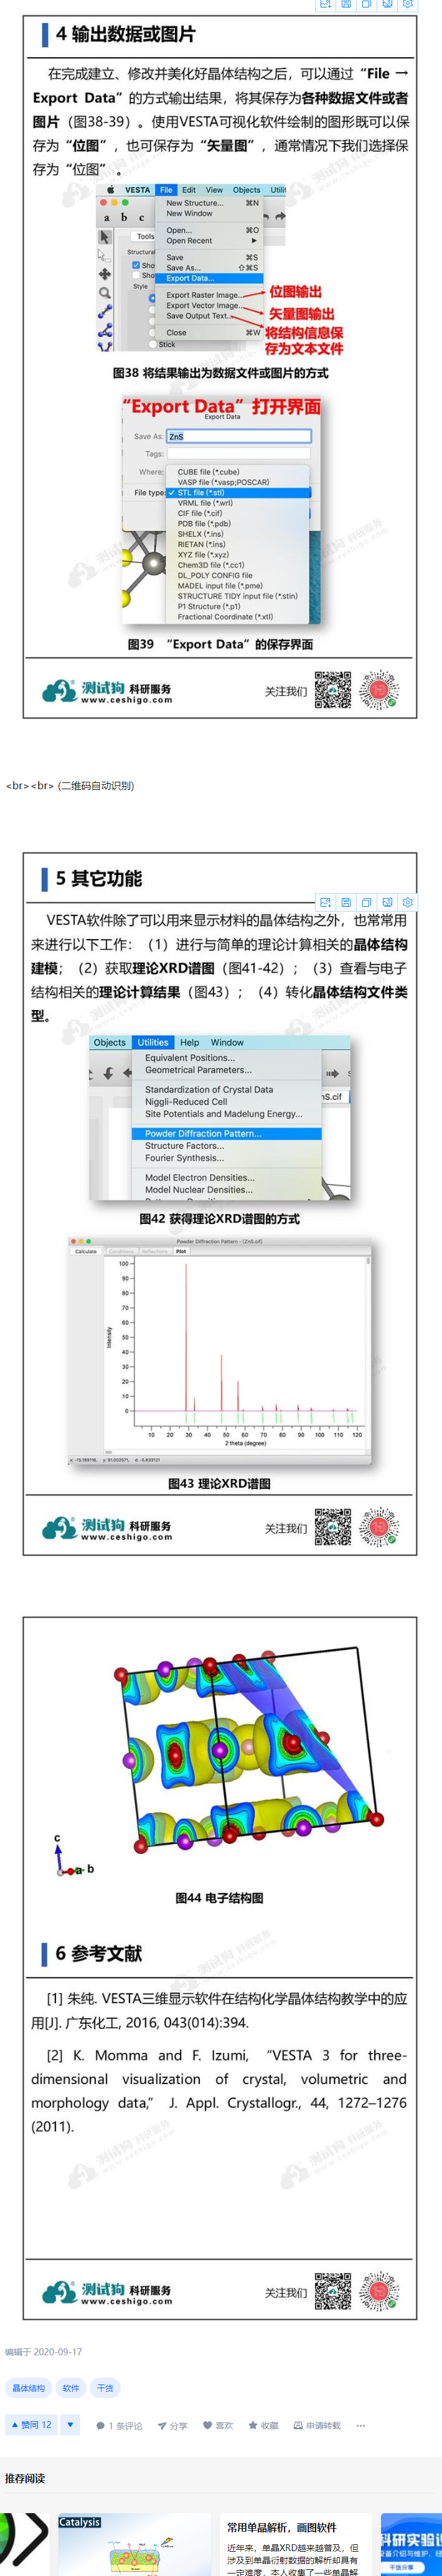 4 输出数据或图片
在完成建立、修改并美化好晶体结构之后，可以通过“File →
Export Data”的方式输出结果，将其保存为各种数据文件或者
图片（图38-39）。使用VESTA可视化软件绘制的图形既可以保
存为“位图”，也可保存为“矢量图”，通常情况下我们选择保
存为“位图”。
VESTA File Edit View Objects Utilit
New Structure... ⌘N
New Window
a b c
Open... ⌘O
Open Recent ▶
Tools
Structural
Save ⌘S
Sho
Save As... ⇧⌘S
Sho
Export Data...
Style
Export Raster Image...
位图输出
Export Vector Image...
矢量图输出
Save Output Text...
将结构信息保
存为文本文件
Close ⌘W
Stick
图38 将结果输出为数据文件或图片的方式
“Export Data”打开界面
Export Data
Save As: ZnS
Tags:
Where:
CUBE file (*.cube)
VASP file (*.vasp;POSCAR)
File type: ✓ STL file (*.stl)
VRML file (*.wrl)
CIF file (*.cif)
PDB file (*.pdb)
SHELX (*.ins)
RIETAN (*.ins)
XYZ file (*.xyz)
Chem3D file (*.cc1)
DL_POLY CONFIG file
MADEL input file (*.pme)
STRUCTURE TIDY input file (*.stin)
P1 Structure (*.p1)
Fractional Coordinate file (*.xtl)
图39 “Export Data”的保存界面
测试狗 科研服务
www.ceshigo.com
关注我们
<br><br> (二维码自动识别)
5 其它功能
VESTA软件除了可以用来显示材料的晶体结构之外，也常常用
来进行以下工作：（1）进行与简单的理论计算相关的晶体结构
建模；（2）获取理论XRD谱图（图41-42）；（3）查看与电子
结构相关的理论计算结果（图43）；（4）转化晶体结构文件类
型。
Objects Utilities Help Window
Equivalent Positions...
Geometrical Parameters...
Standardization of Crystal Data
Niggli-Reduced Cell
nS.cif
Site Potentials and Madelung Energy...
Powder Diffraction Pattern...
Structure Factors...
Fourier Synthesis...
Model Electron Densities...
Model Nuclear Densities...
图42 获得理论XRD谱图的方式
Powder Diffraction Pattern - (ZnS.cif)
Calculate Conditions Reflections Plot
100
90
80
70
60
50
40
30
20
10
0
Intensity
10 20 30 40 50 60 70 80 90 100 110 120
2 theta (degree)
图43 理论XRD谱图
测试狗 科研服务
www.ceshigo.com
关注我们
c
a b
图44 电子结构图
6 参考文献
[1] 朱纯. VESTA三维显示软件在结构化学晶体结构教学中的应
用[J]. 广东化工, 2016, 043(014):394.
[2] K. Momma and F. Izumi, “VESTA 3 for three-
dimensional visualization of crystal, volumetric and
morphology data,” J. Appl. Crystallogr., 44, 1272–1276
(2011).
测试狗 科研服务
www.ceshigo.com
关注我们
编辑于 2020-09-17
晶体结构 软件 干货
▲ 赞同 12 ▼ 1 条评论 分享 喜欢 收藏 申请转载 ···
推荐阅读
Catalysis
常用单晶解析，画图软件
近年来，单晶XRD越来越普及，但
涉及到单晶衍射数据的解析却具有
一定难度，本人收集了一些单晶解
科研实验
设备介绍与维护、经
干货分享